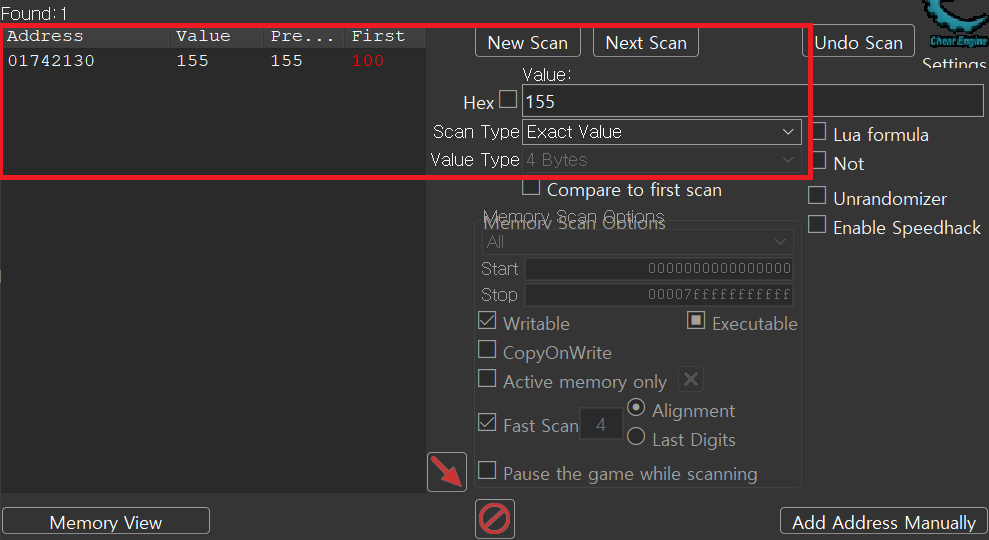 Found:1
Address Value Pre... First
01742130 155 155 100
New Scan Next Scan Undo Scan
Cheat Engine
Settings
Value:
Hex 155
Scan Type Exact Value
Value Type 4 Bytes
Lua formula
Not
Compare to first scan
Unrandomizer
Enable Speedhack
Memory Scan Options
Memory Scan Options
All
Start 0000000000000000
Stop 00007fffffffffff
Writable Executable
CopyOnWrite
Active memory only
Fast Scan 4 Alignment
Last Digits
Pause the game while scanning
Memory View Add Address Manually